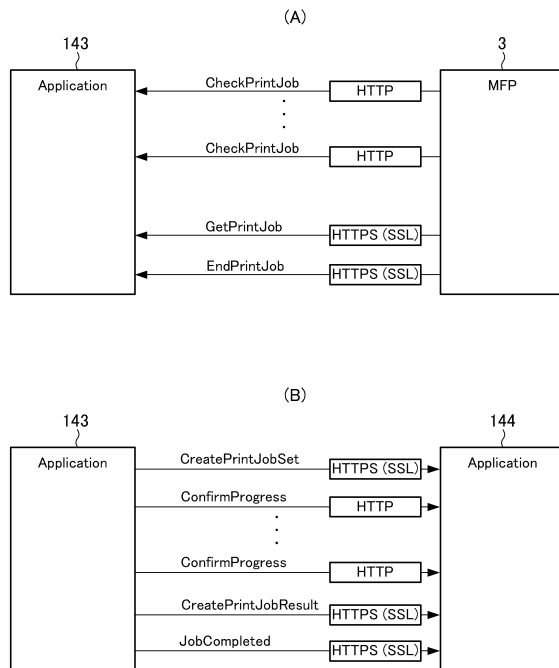 (A)
143
3
Application
MFP
CheckPrintJob
HTTP
CheckPrintJob
HTTP
GetPrintJob
HTTPS (SSL)
EndPrintJob
HTTPS (SSL)
(B)
143
144
Application
Application
CreatePrintJobSet
HTTPS (SSL)
ConfirmProgress
HTTP
ConfirmProgress
HTTP
CreatePrintJobResult
HTTPS (SSL)
JobCompleted
HTTPS (SSL)